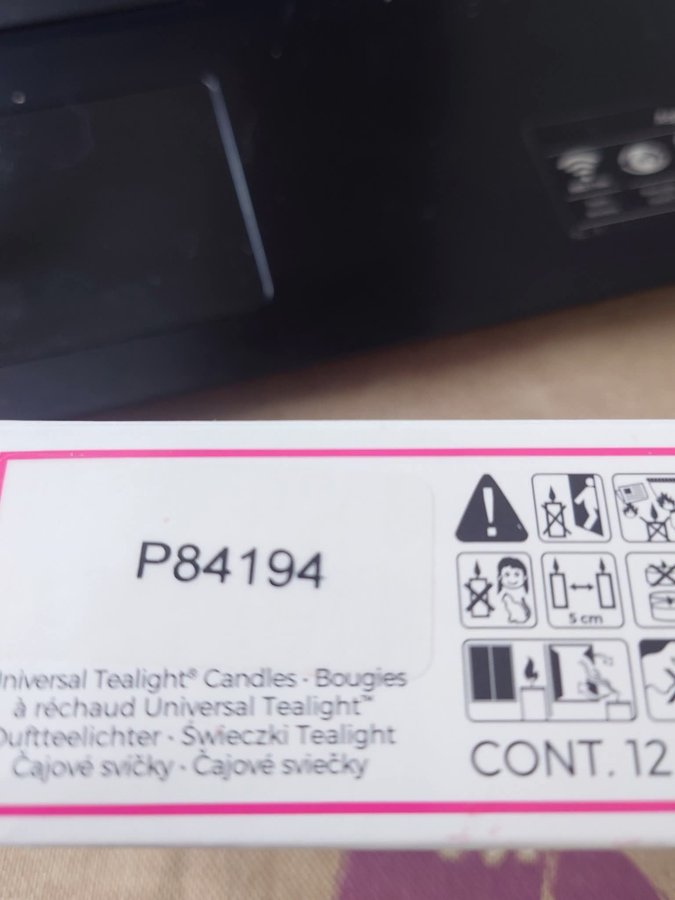 P84194
Universal Tealight® Candles · Bougies
à réchaud Universal Tealight™
Duftteelichter · Świeczki Tealight
Čajové svíčky · Čajové sviečky
5 cm
CONT. 12